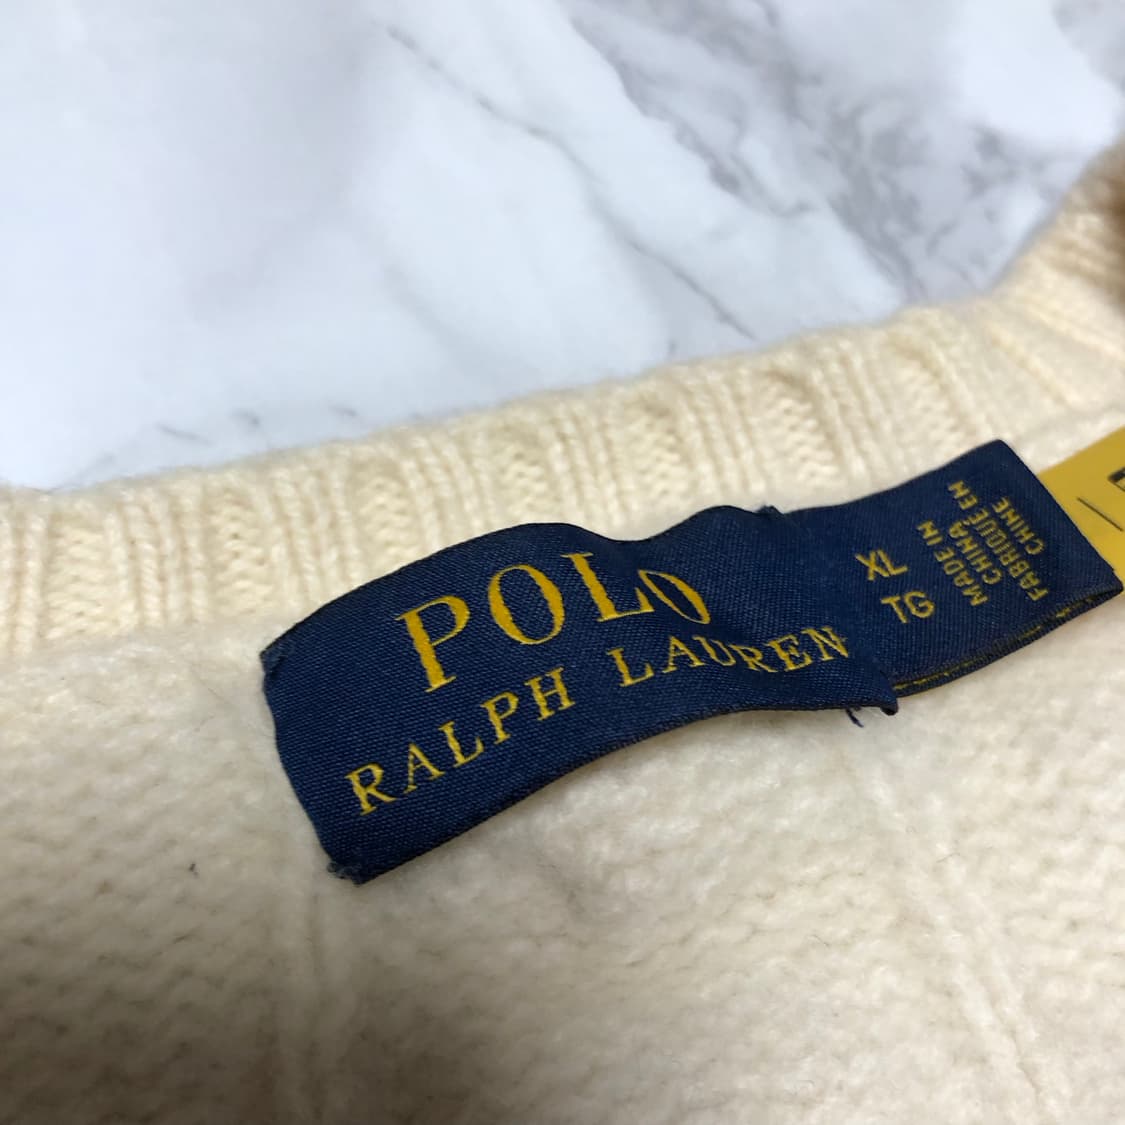 POLO
RALPH LAUREN
XL
TG
MADE IN
CHINA
FABRIQUÉ EN
CHINE